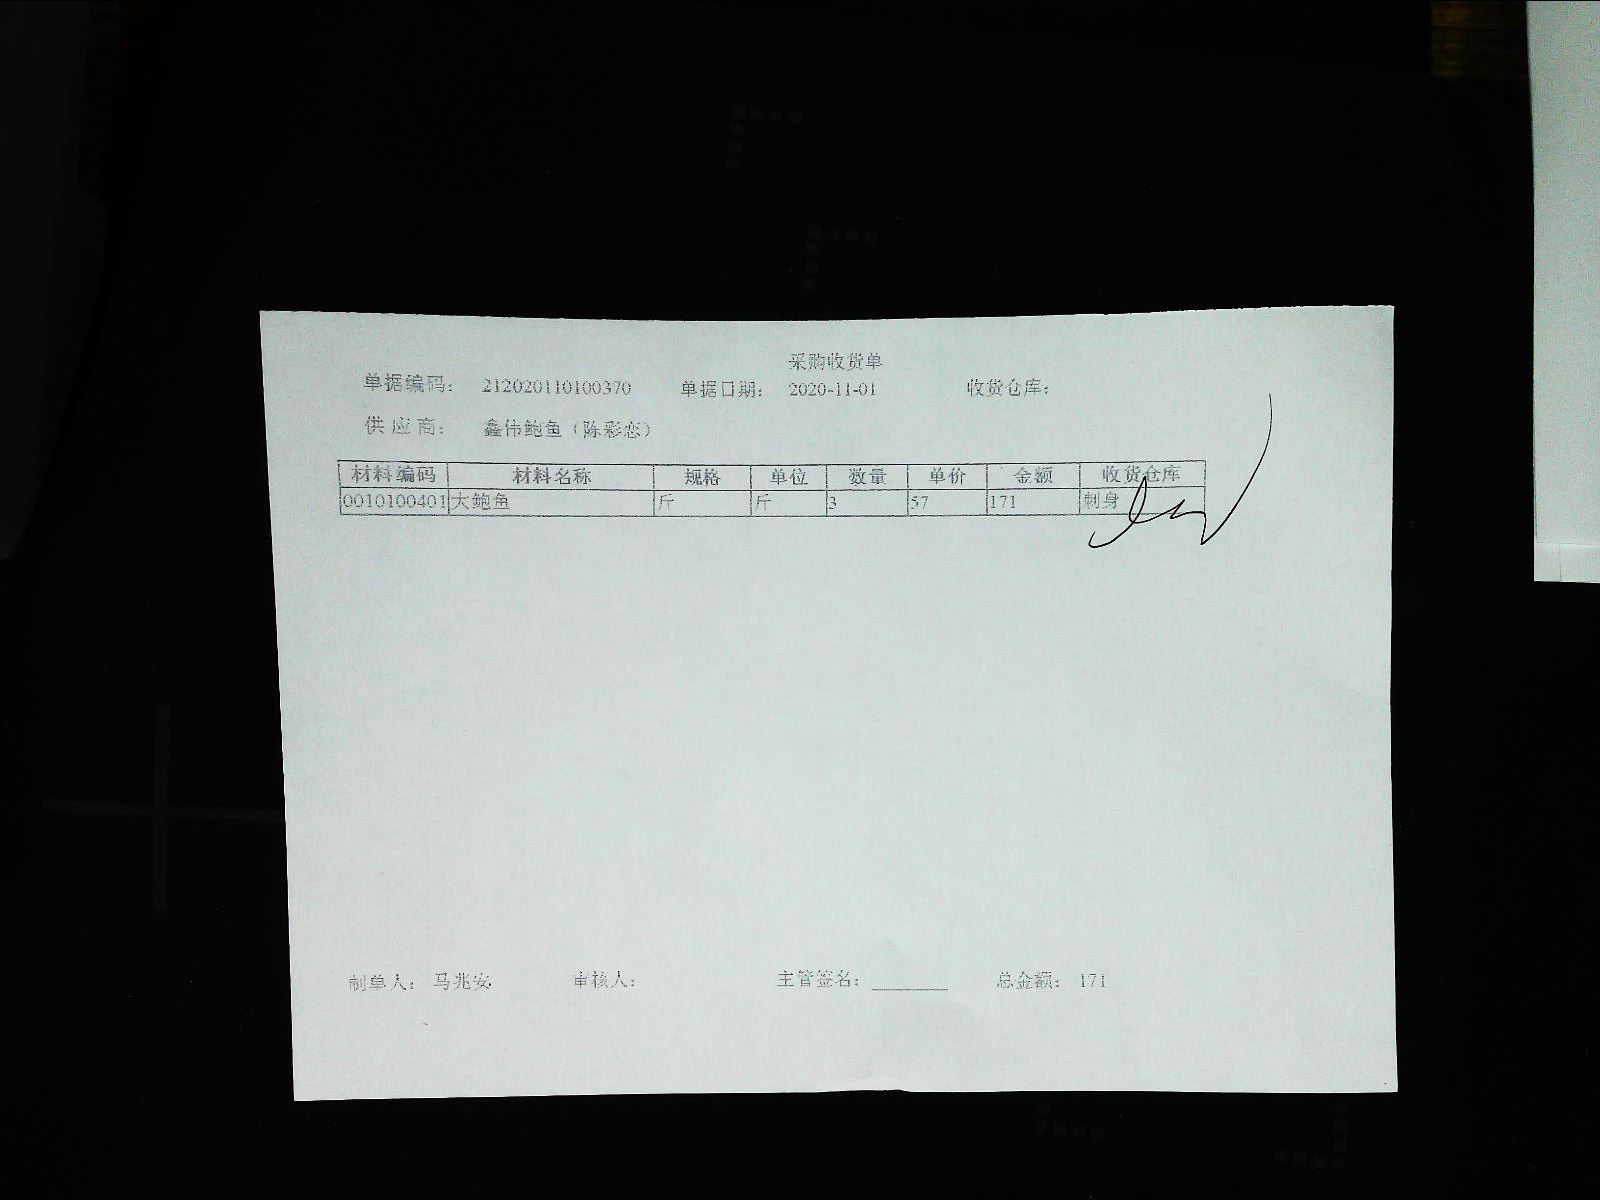 采购收货单
单据编码： 212020110100370 单据日期： 2020-11-01 收货仓库：
供应商： 鑫伟鲍鱼（陈彩恋）
材料编码 材料名称 规格 单位 数量 单价 金额 收货仓库
0010100401 大鲍鱼 斤 斤 3 57 171 刺身
制单人： 马兆安 审核人： 主管签名： ________ 总金额： 171